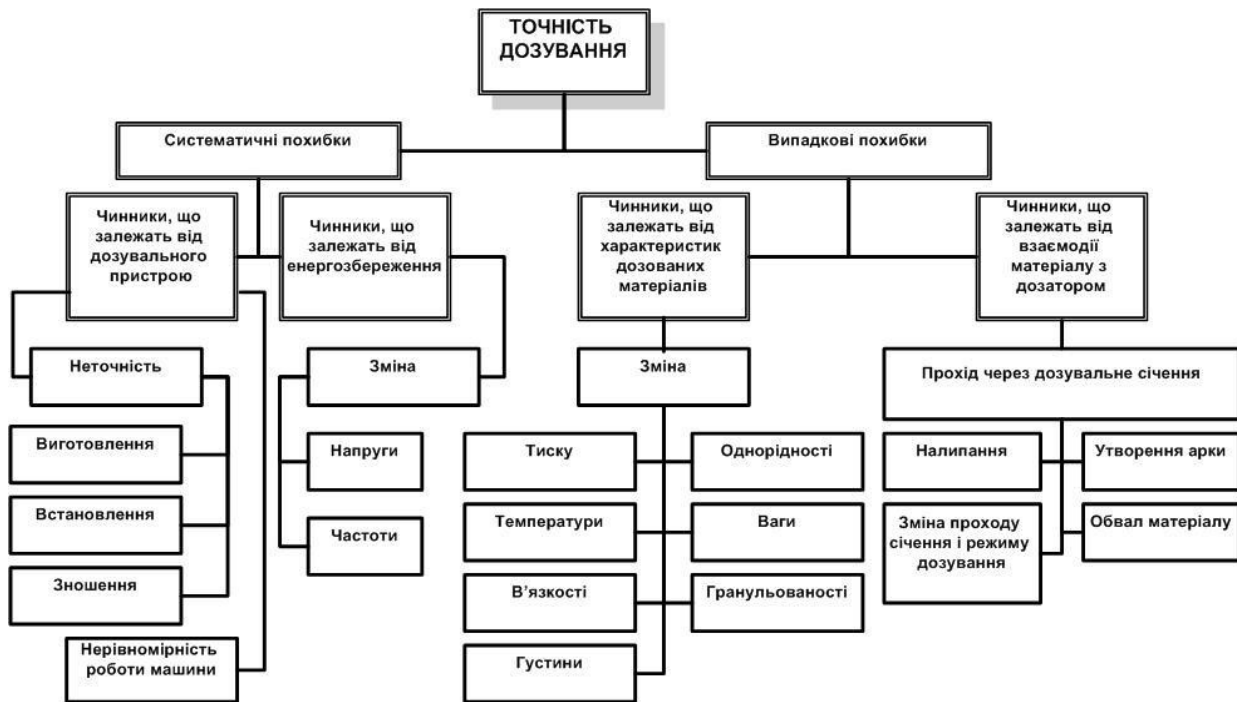 ТОЧНІСТЬ
ДОЗУВАННЯ
Систематичні похибки
Випадкові похибки
Чинники, що
залежать від
дозувального
пристрою
Чинники, що
залежать від
енергозбереження
Чинники, що
залежать від
характеристик
дозованих
матеріалів
Чинники, що
залежать від
взаємодії
матеріалу з
дозатором
Неточність
Зміна
Зміна
Прохід через дозувальне січення
Виготовлення
Напруги
Тиску
Однорідності
Налипання
Утворення арки
Встановлення
Частоти
Температури
Ваги
Зміна проходу
січення і режиму
дозування
Обвал матеріалу
Зношення
В’язкості
Гранульованості
Нерівномірність
роботи машини
Густини